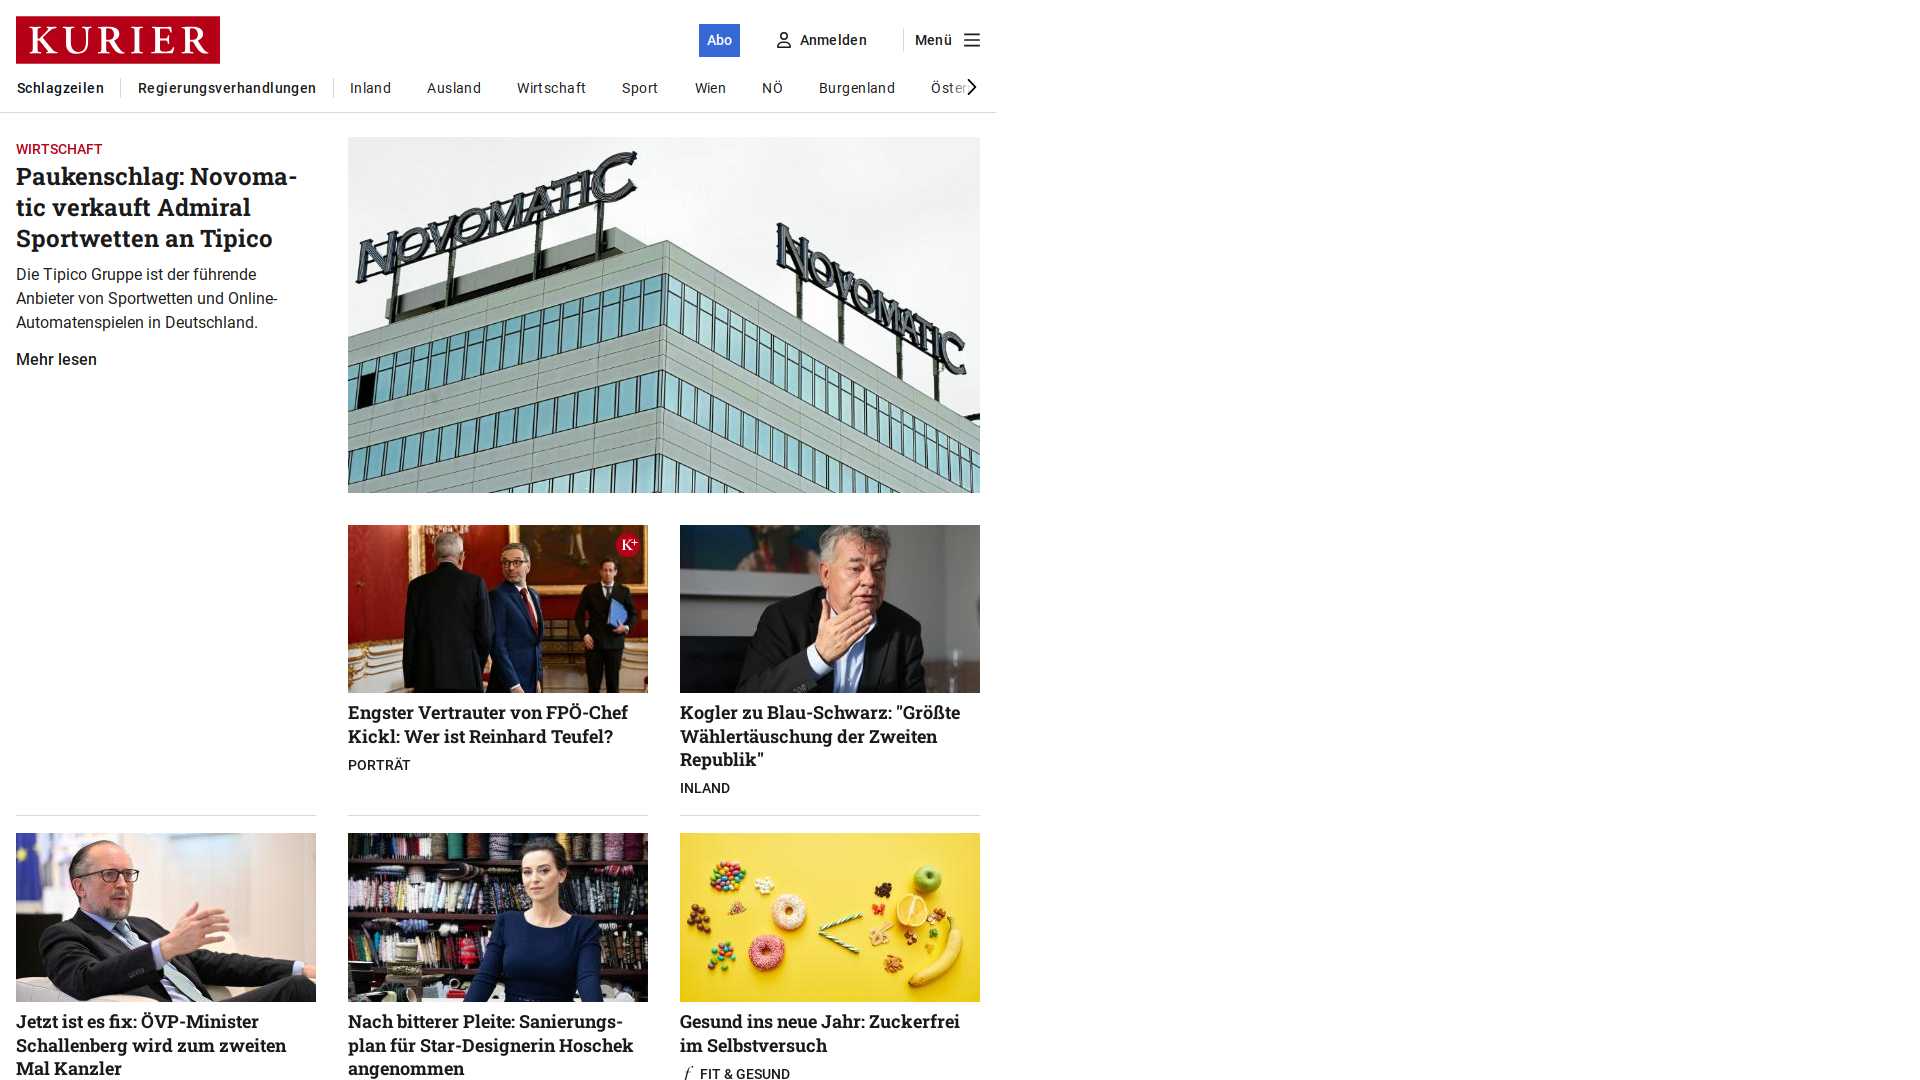 KURIER
Abo
Anmelden
Menü
Schlagzeilen
Regierungsverhandlungen
Inland
Ausland
Wirtschaft
Sport
Wien
NÖ
Burgenland
Öster
WIRTSCHAFT
Paukenschlag: Novoma-
tic verkauft Admiral
Sportwetten an Tipico
Die Tipico Gruppe ist der führende
Anbieter von Sportwetten und Online-
Automatenspielen in Deutschland.
Mehr lesen
NOVOMATIC
NOVOMATIC
K+
Engster Vertrauter von FPÖ-Chef
Kickl: Wer ist Reinhard Teufel?
PORTRÄT
Kogler zu Blau-Schwarz: "Größte
Wählertäuschung der Zweiten
Republik"
INLAND
Jetzt ist es fix: ÖVP-Minister
Schallenberg wird zum zweiten
Mal Kanzler
Nach bitterer Pleite: Sanierungs-
plan für Star-Designerin Hoschek
angenommen
Gesund ins neue Jahr: Zuckerfrei
im Selbstversuch
f FIT & GESUND